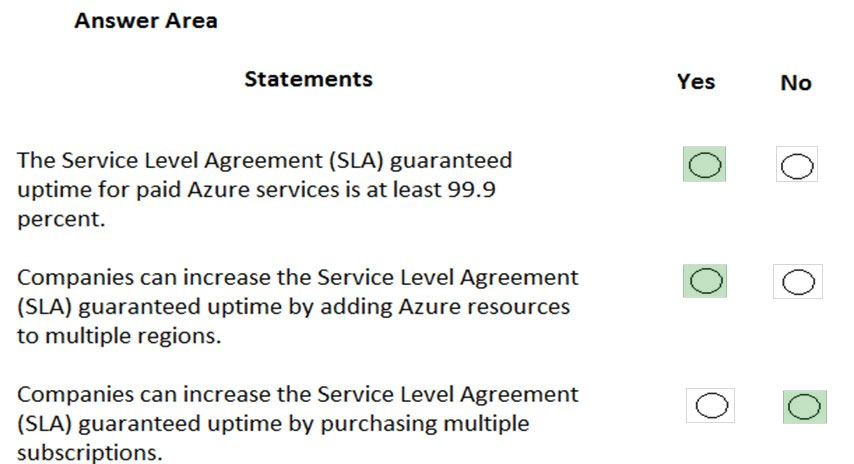 Answer Area
Statements Yes No
The Service Level Agreement (SLA) guaranteed
uptime for paid Azure services is at least 99.9
percent.
Companies can increase the Service Level Agreement
(SLA) guaranteed uptime by adding Azure resources
to multiple regions.
Companies can increase the Service Level Agreement
(SLA) guaranteed uptime by purchasing multiple
subscriptions.